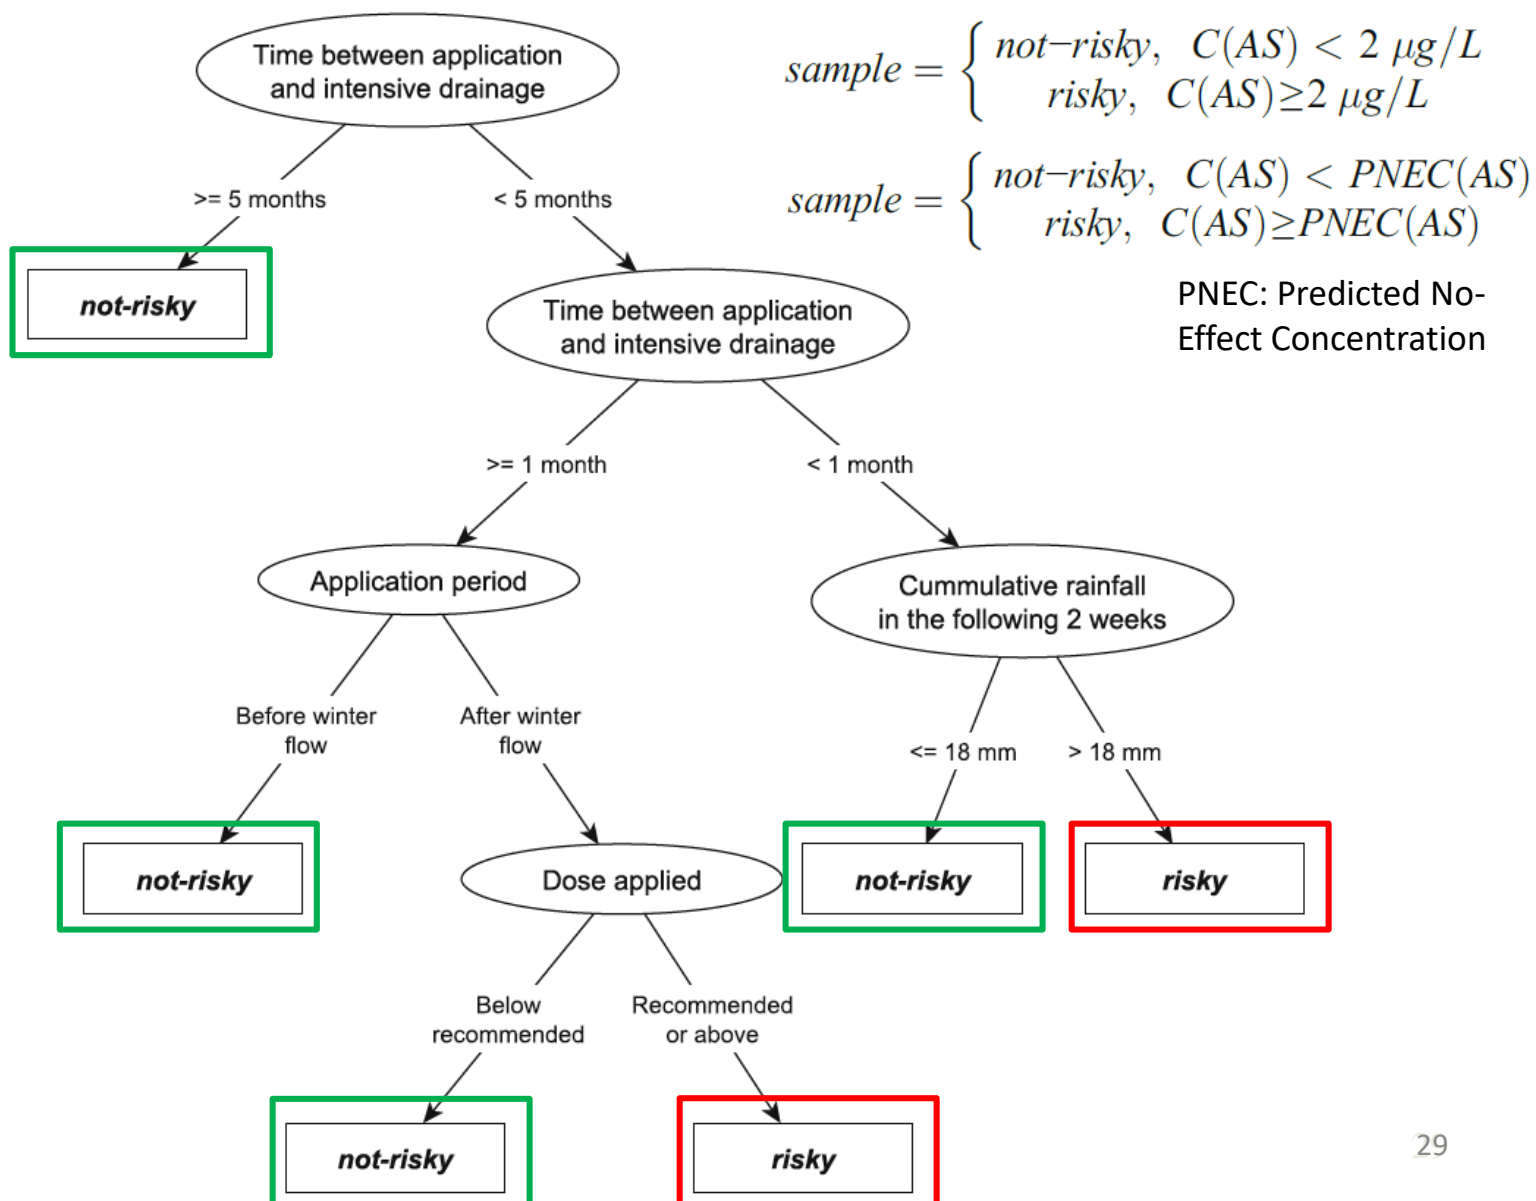 Time between application
and intensive drainage
sample = { not−risky, C(AS) < 2 μg/L
risky, C(AS)≥2 μg/L
sample = { not−risky, C(AS) < PNEC(AS)
risky, C(AS)≥PNEC(AS)
PNEC: Predicted No-
Effect Concentration
>= 5 months
< 5 months
not-risky
Time between application
and intensive drainage
>= 1 month
< 1 month
Application period
Cummulative rainfall
in the following 2 weeks
Before winter
flow
After winter
flow
<= 18 mm
> 18 mm
not-risky
Dose applied
not-risky
risky
Below
recommended
Recommended
or above
not-risky
risky
29